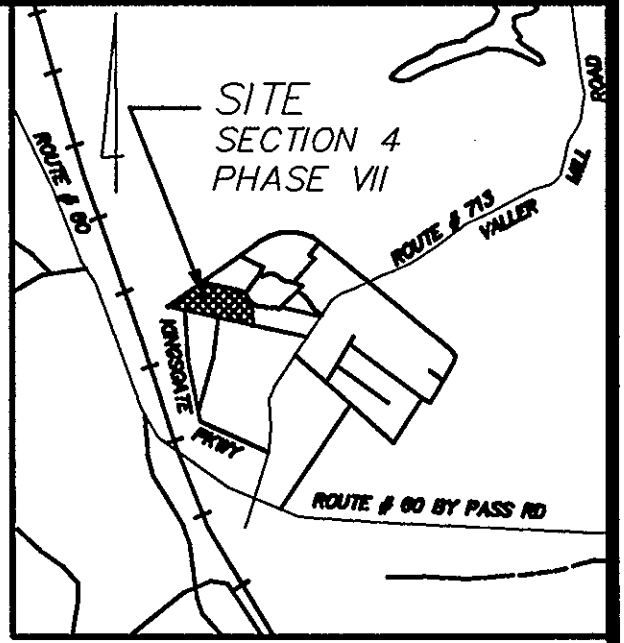 SITE
SECTION 4
PHASE VII
ROAD
MILL
ROUTE # 60
ROUTE # 713
VALLER
KINGSGATE
PKWY
ROUTE # 60 BY PASS RD